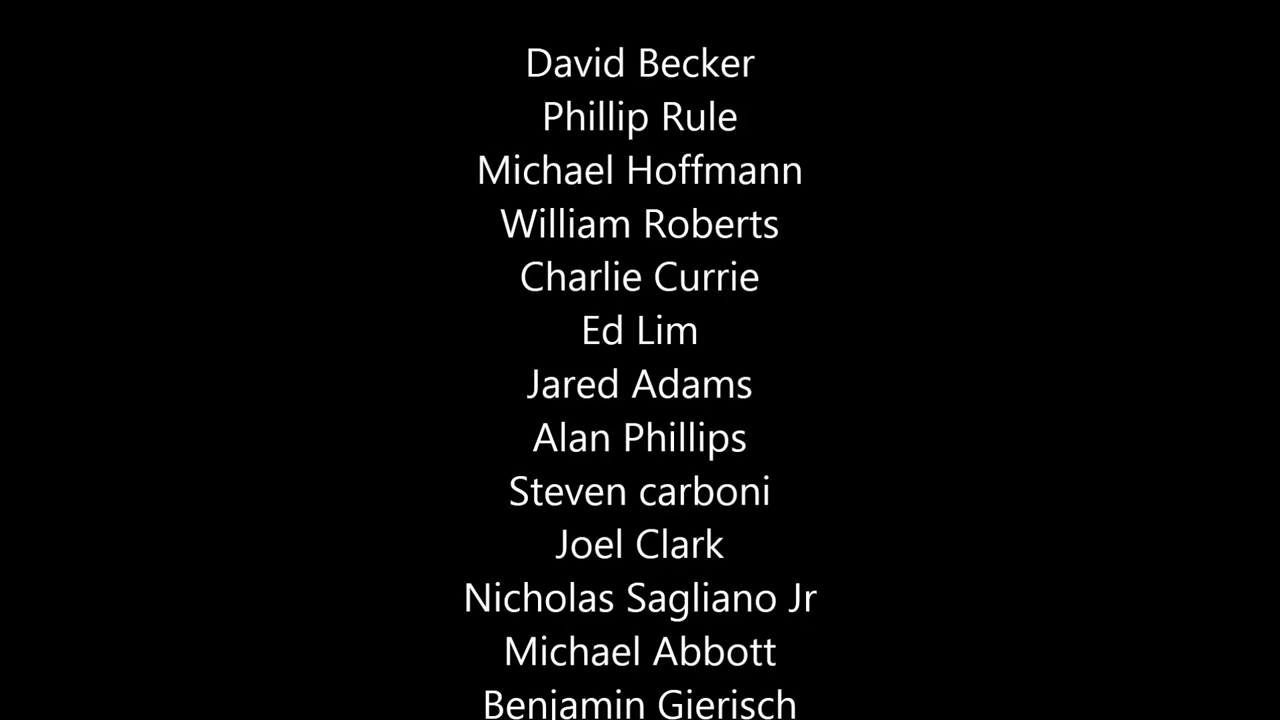 David Becker
Phillip Rule
Michael Hoffmann
William Roberts
Charlie Currie
Ed Lim
Jared Adams
Alan Phillips
Steven carboni
Joel Clark
Nicholas Sagliano Jr
Michael Abbott
Benjamin Gierisch